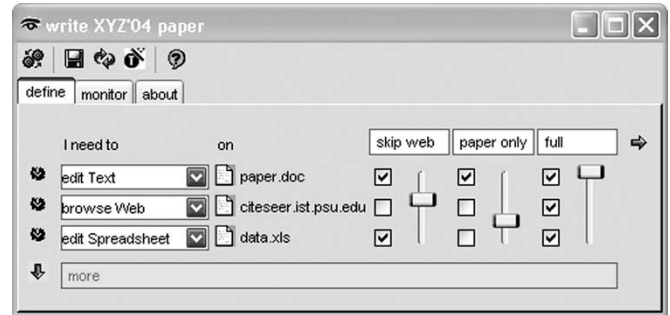 write XYZ'04 paper
define monitor about
I need to on skip web paper only full
edit Text paper.doc
browse Web citeseer.ist.psu.edu
edit Spreadsheet data.xls
more